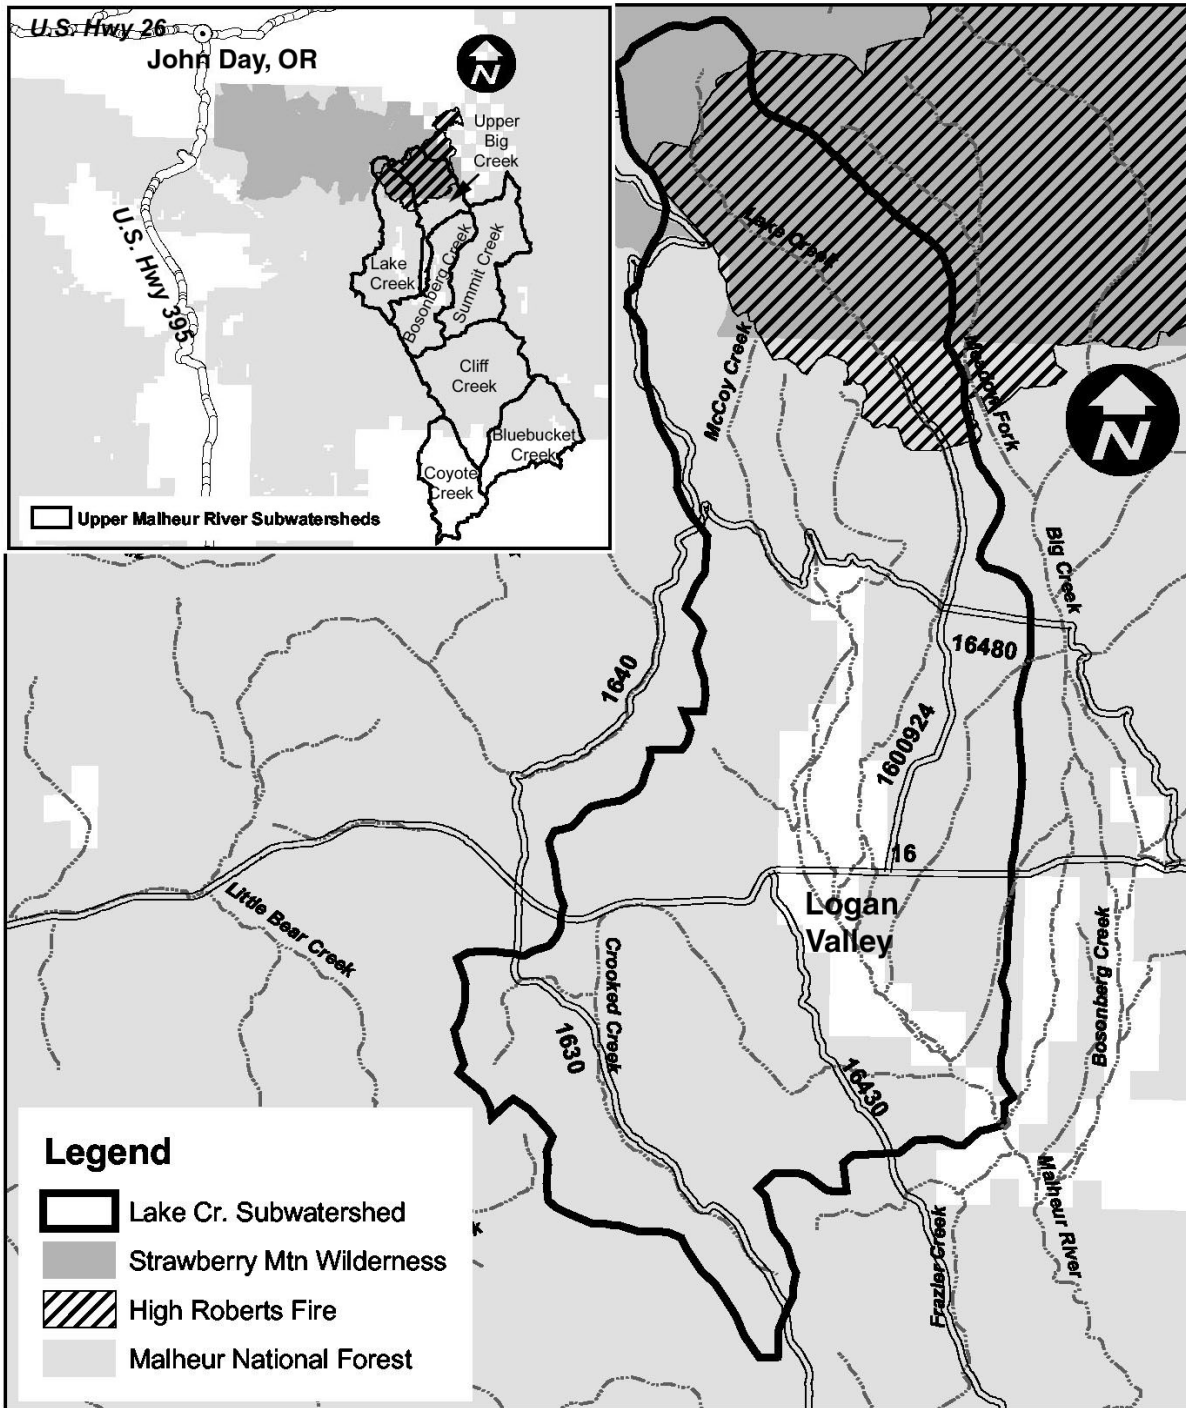 U.S. Hwy 26
John Day, OR
N
Upper
Big
Creek
U.S. Hwy 395
Lake
Creek
Bosonberg Creek
Summit Creek
Cliff
Creek
Bluebucket
Creek
Coyote
Creek
Upper Malheur River Subwatersheds
Lake Creek
McCoy Creek
Meadow Fork
N
Big Creek
16480
1640
1600924
16
Logan
Valley
Little Bear Creek
Crooked Creek
Bosonberg Creek
1630
16430
Malheur River
Frazier Creek
Legend
Lake Cr. Subwatershed
Strawberry Mtn Wilderness
High Roberts Fire
Malheur National Forest